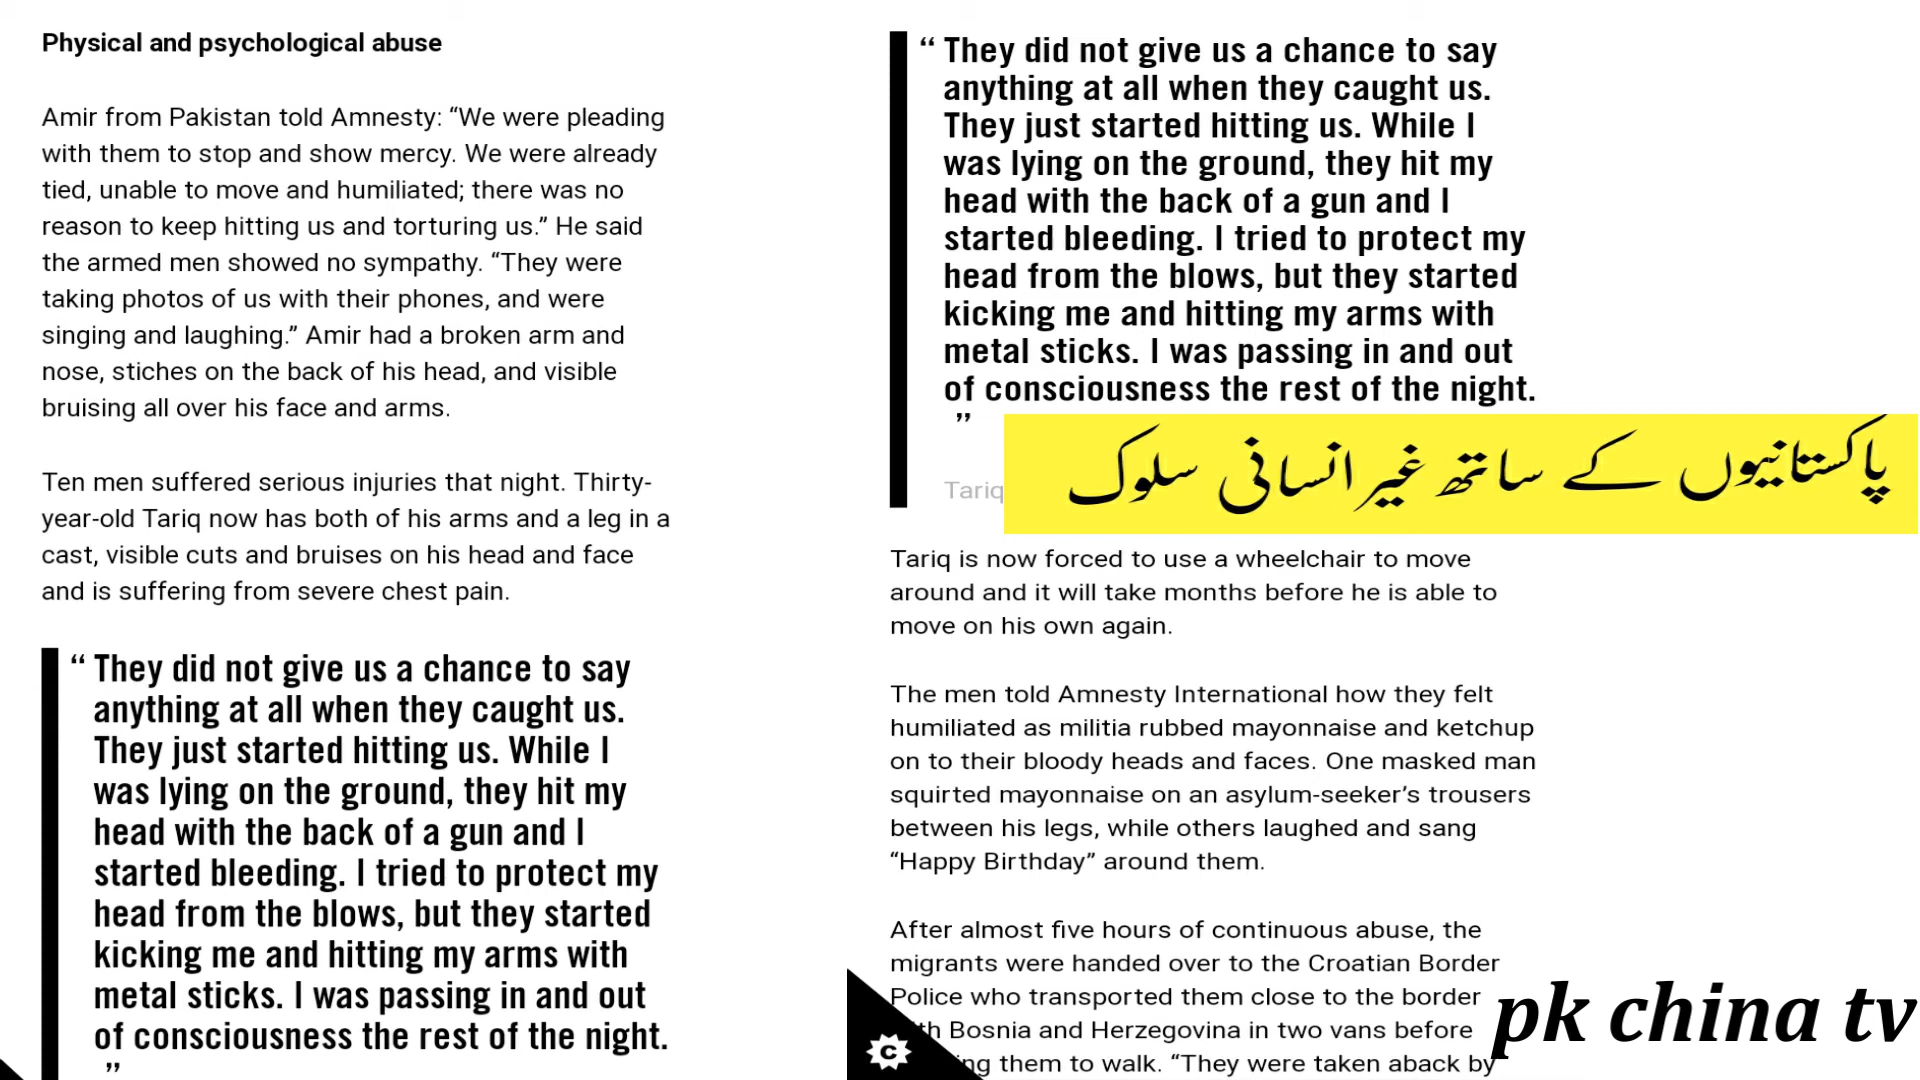 Physical and psychological abuse
Amir from Pakistan told Amnesty: “We were pleading
with them to stop and show mercy. We were already
tied, unable to move and humiliated; there was no
reason to keep hitting us and torturing us.” He said
the armed men showed no sympathy. “They were
taking photos of us with their phones, and were
singing and laughing.” Amir had a broken arm and
nose, stiches on the back of his head, and visible
bruising all over his face and arms.
Ten men suffered serious injuries that night. Thirty-
year-old Tariq now has both of his arms and a leg in a
cast, visible cuts and bruises on his head and face
and is suffering from severe chest pain.
“ They did not give us a chance to say
anything at all when they caught us.
They just started hitting us. While I
was lying on the ground, they hit my
head with the back of a gun and I
started bleeding. I tried to protect my
head from the blows, but they started
kicking me and hitting my arms with
metal sticks. I was passing in and out
of consciousness the rest of the night.
”
“ They did not give us a chance to say
anything at all when they caught us.
They just started hitting us. While I
was lying on the ground, they hit my
head with the back of a gun and I
started bleeding. I tried to protect my
head from the blows, but they started
kicking me and hitting my arms with
metal sticks. I was passing in and out
of consciousness the rest of the night.
”
پاکستانیوں کے ساتھ غیر انسانی سلوک
Tariq
Tariq is now forced to use a wheelchair to move
around and it will take months before he is able to
move on his own again.
The men told Amnesty International how they felt
humiliated as militia rubbed mayonnaise and ketchup
on to their bloody heads and faces. One masked man
squirted mayonnaise on an asylum-seeker’s trousers
between his legs, while others laughed and sang
“Happy Birthday” around them.
After almost five hours of continuous abuse, the
migrants were handed over to the Croatian Border
Police who transported them close to the border
Bosnia and Herzegovina in two vans before
them to walk. “They were taken aback by
pk china tv
C